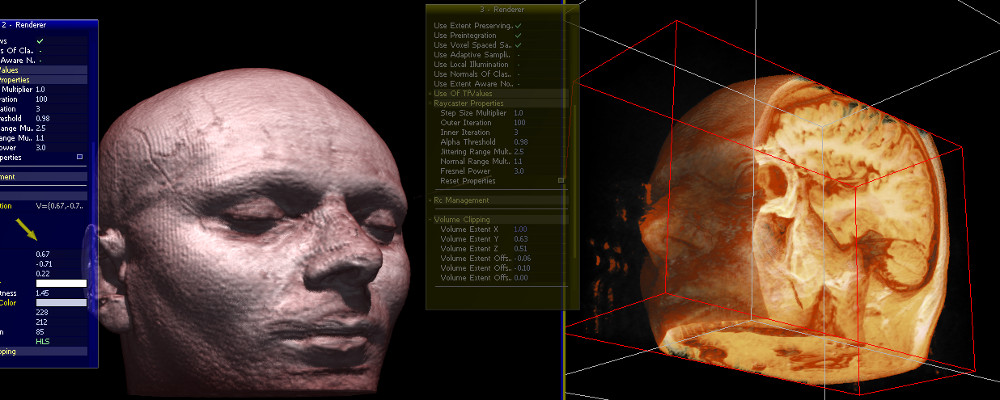 2 - Renderer
ws
s Of Cla..
Aware N.. -
Values
Properties
Multiplier 1.0
ration 100
ation 3
reshold 0.98
Range Mu.. 2.5
ange Mu.. 1.1
Power 3.0
operties
ment
tion V=[0.67,-0.7..
0.67
-0.71
0.22
tness 1.45
Color
228
212
n 85
HLS
pping
3 - Renderer
Use Extent Preserving..
Use Preintegration
Use Voxel Spaced Sa..
Use Adaptive Sampli.. -
Use Local Illumination -
Use Normals Of Clas.. -
Use Extent Aware No.. -
Use Of TfValues
Raycaster Properties
Step Size Multiplier 1.0
Outer Iteration 100
Inner Iteration 3
Alpha Threshold 0.98
Jittering Range Mult.. 2.5
Normal Range Mult.. 1.1
Fresnel Power 3.0
Reset Properties
Rc Management
Volume Clipping
Volume Extent X 1.00
Volume Extent Y 0.63
Volume Extent Z 0.51
Volume Extent Offs.. -0.06
Volume Extent Offs.. -0.10
Volume Extent Offs.. 0.00